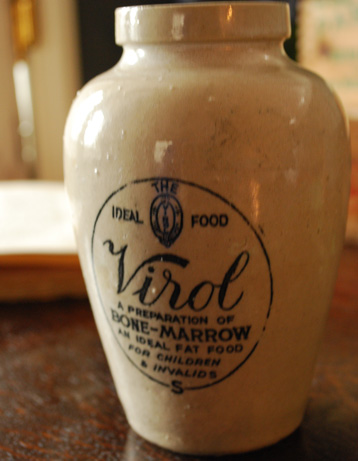 THE
IDEAL FOOD
Virol
A PREPARATION OF
BONE-MARROW
AN IDEAL FAT FOOD
FOR CHILDREN
& INVALIDS
S